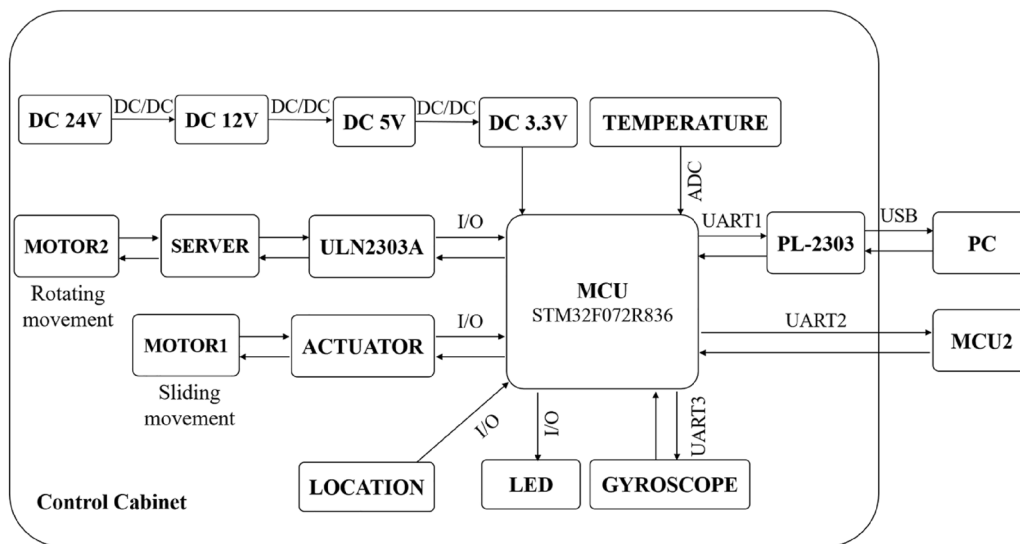 DC/DC
DC/DC
DC/DC
DC 24V
DC 12V
DC 5V
DC 3.3V
TEMPERATURE
ADC
I/O
UART1
USB
MOTOR2
SERVER
ULN2303A
PL-2303
PC
Rotating
movement
MCU
STM32F072R836
I/O
UART2
MOTOR1
ACTUATOR
MCU2
Sliding
movement
I/O
I/O
UART3
LOCATION
LED
GYROSCOPE
Control Cabinet